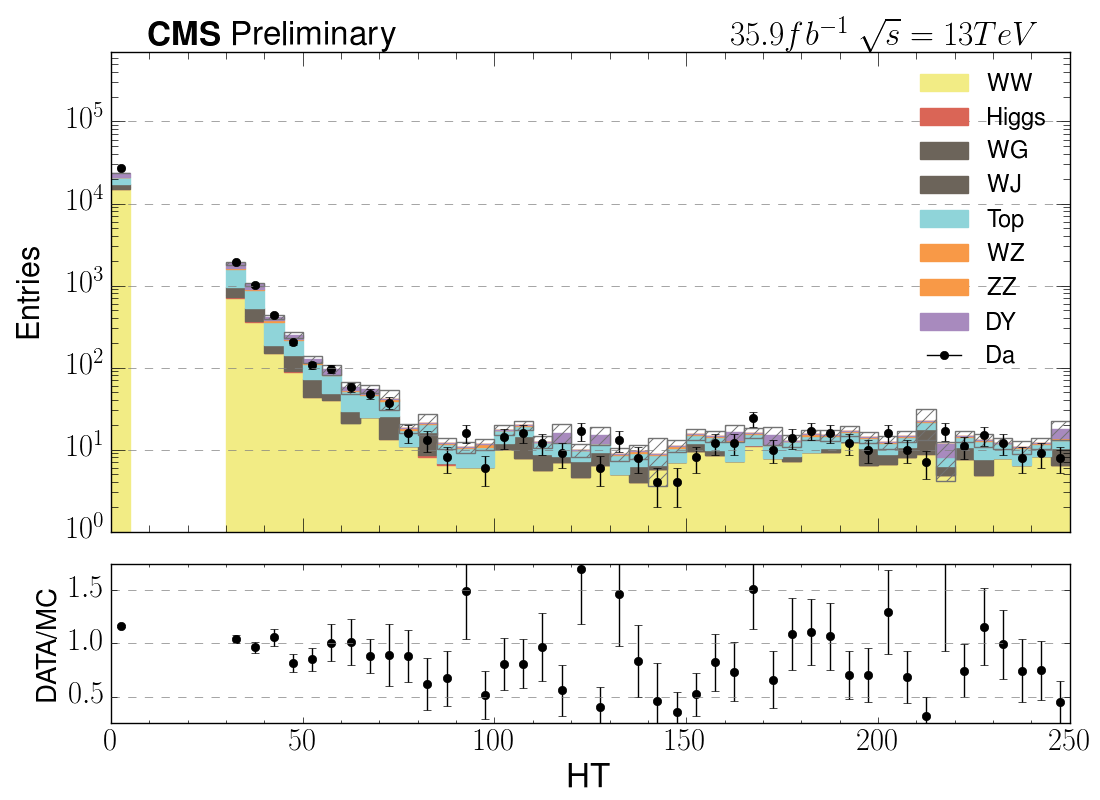 CMS Preliminary 35.9fb⁻¹ √s = 13TeV
Entries
10⁵
10⁴
10³
10²
10¹
10⁰
WW
Higgs
WG
WJ
Top
WZ
ZZ
DY
Da
DATA/MC
1.5
1.0
0.5
0 50 100 150 200 250
HT